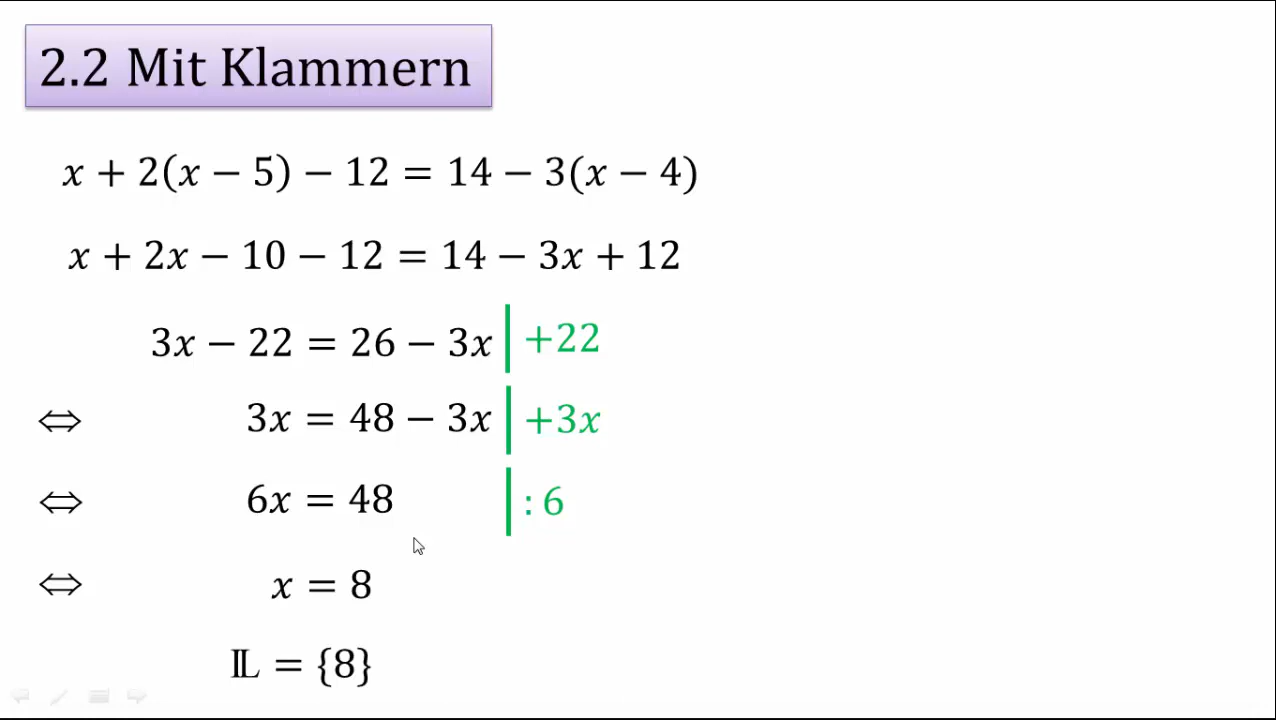 2.2 Mit Klammern
x + 2(x − 5) − 12 = 14 − 3(x − 4)
x + 2x − 10 − 12 = 14 − 3x + 12
3x − 22 = 26 − 3x | +22
⇔ 3x = 48 − 3x | +3x
⇔ 6x = 48 | : 6
⇔ x = 8
𝕃 = {8}